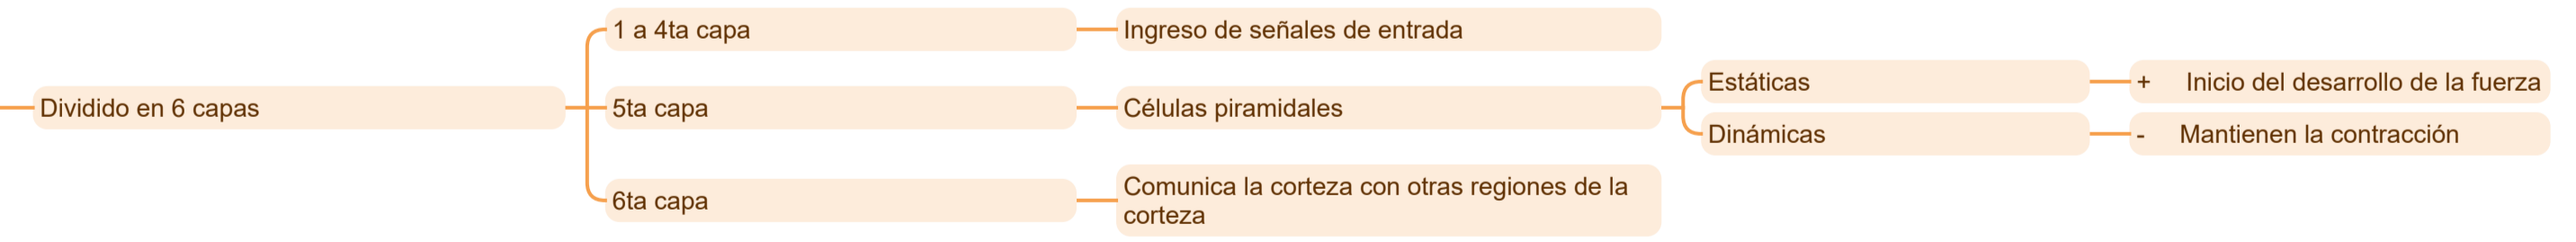 Dividido en 6 capas
1 a 4ta capa
Ingreso de señales de entrada
5ta capa
Células piramidales
Estáticas
+ Inicio del desarrollo de la fuerza
Dinámicas
- Mantienen la contracción
6ta capa
Comunica la corteza con otras regiones de la
corteza